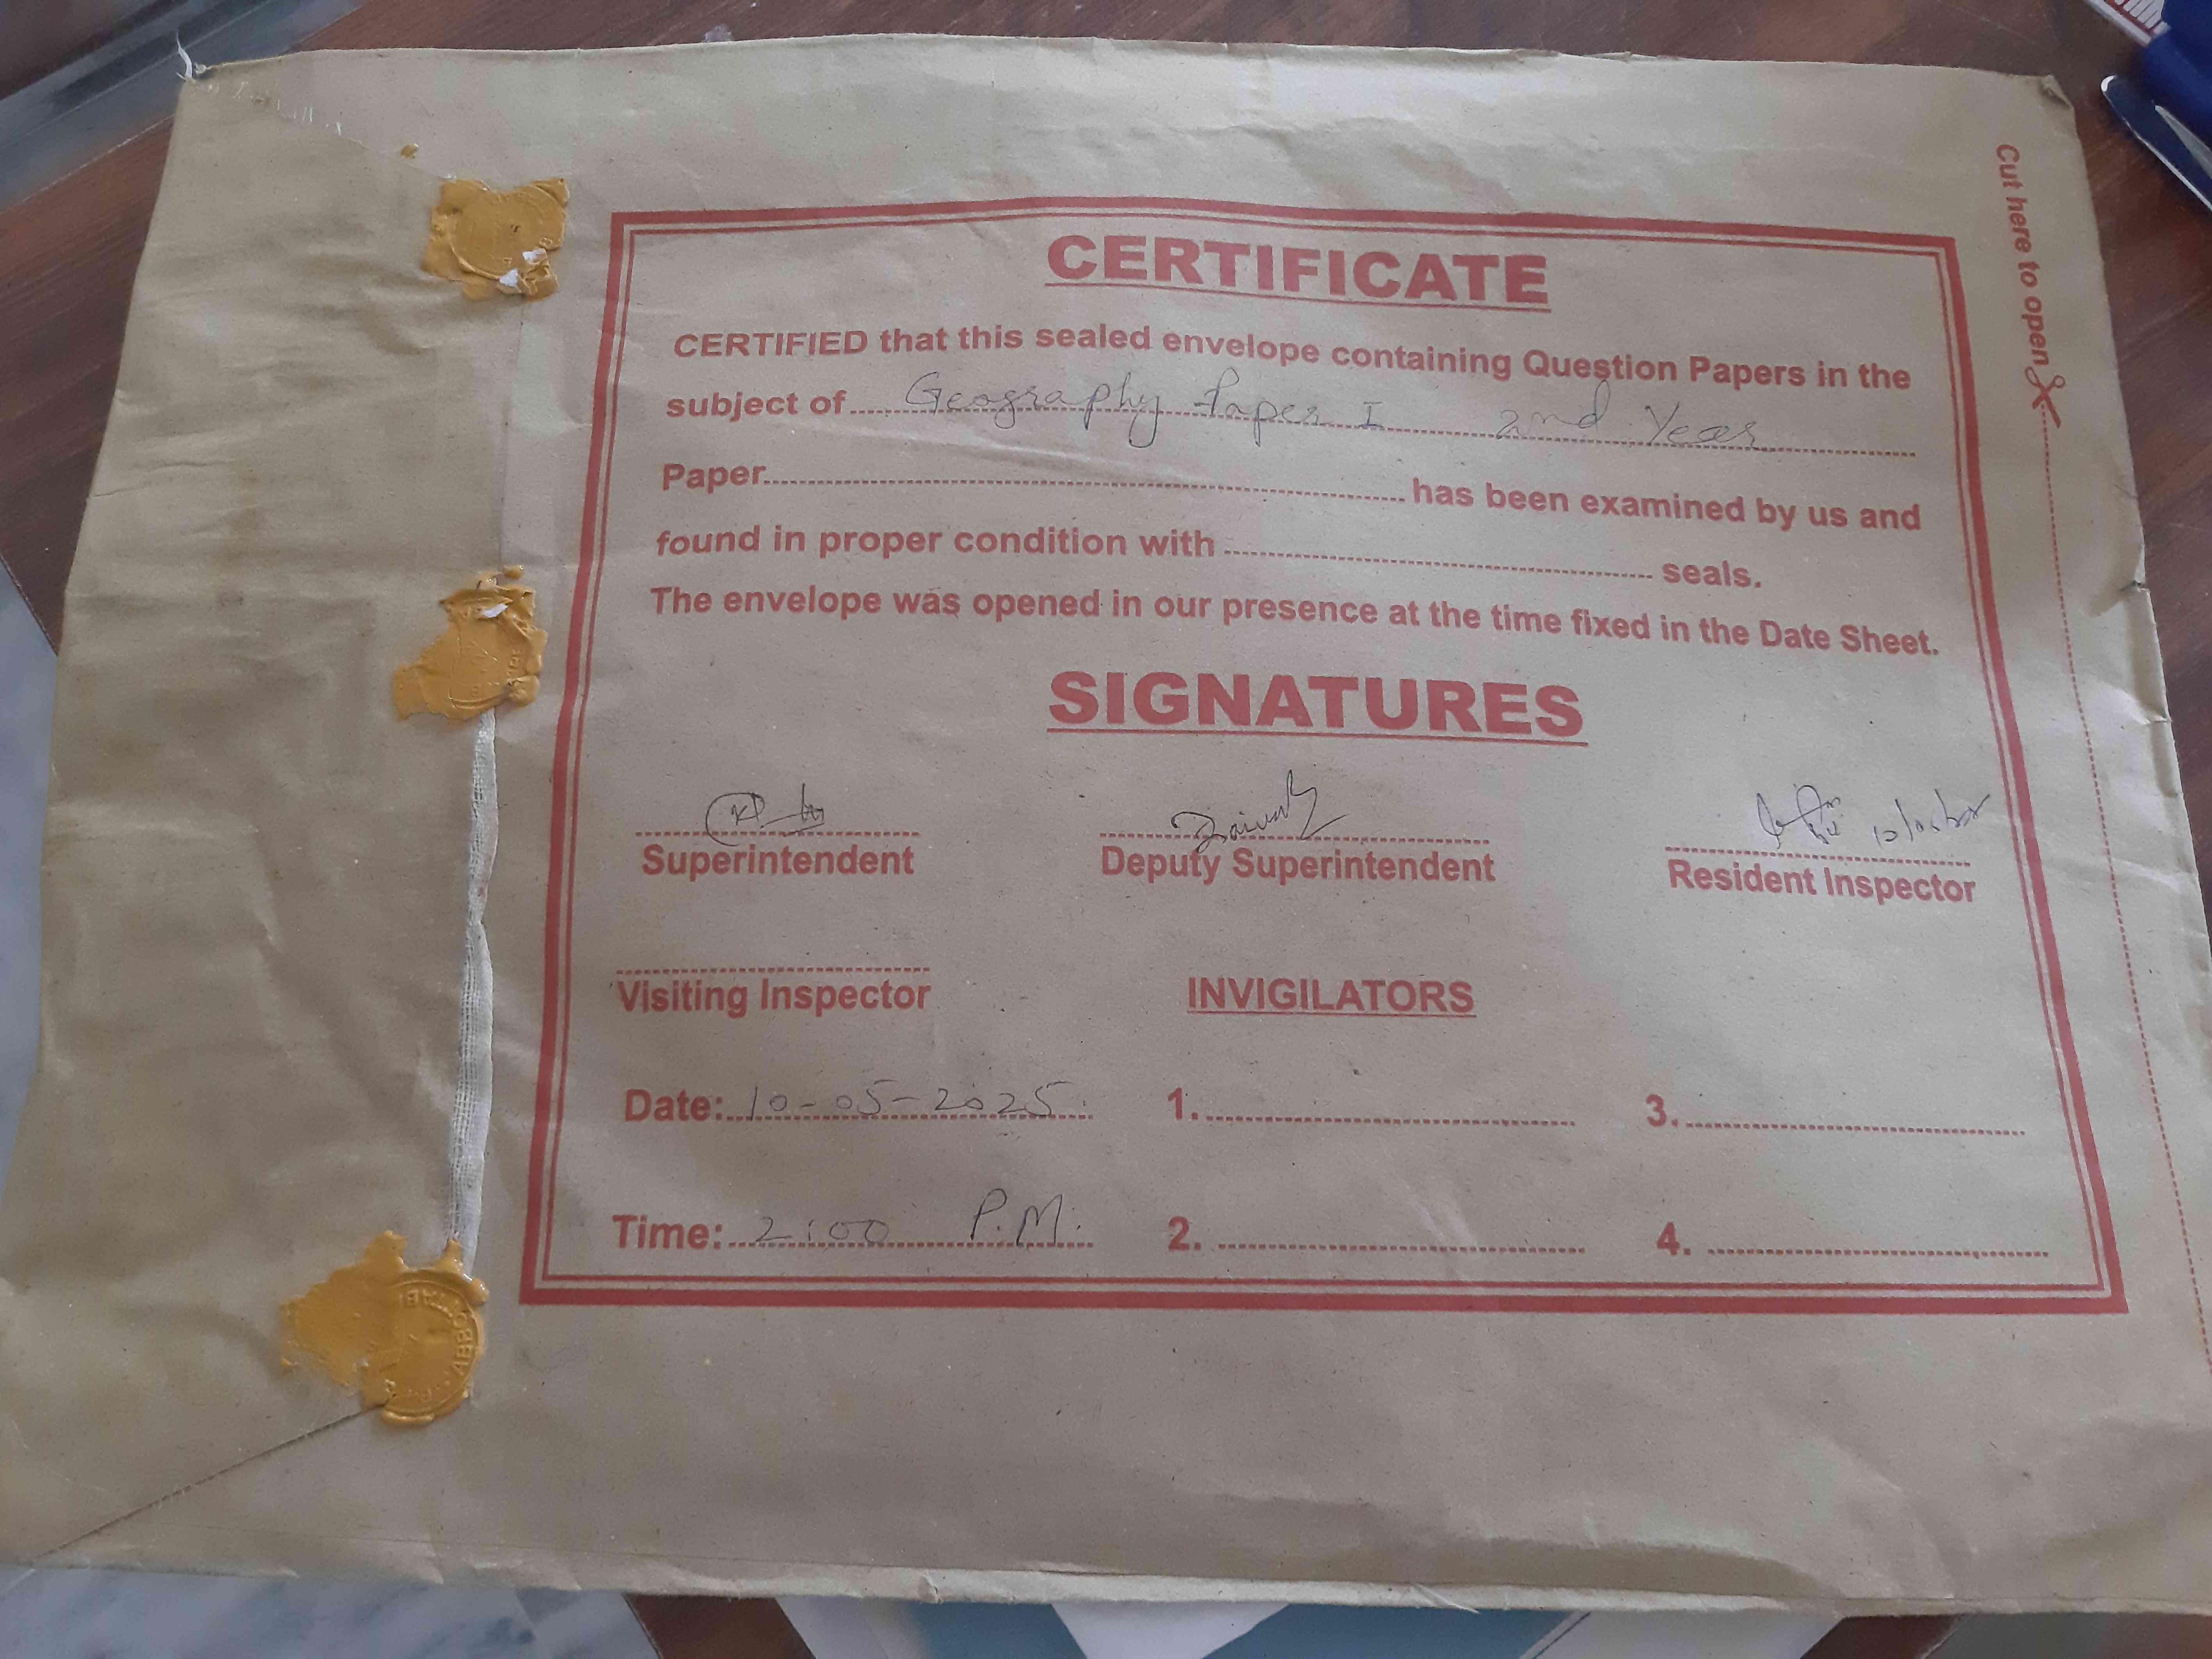 Cut here to open
CERTIFICATE
CERTIFIED that this sealed envelope containing Question Papers in the
subject of Geography Paper I 2nd Year
Paper has been examined by us and
found in proper condition with seals.
The envelope was opened in our presence at the time fixed in the Date Sheet.
SIGNATURES
Superintendent Deputy Superintendent Resident Inspector
Visiting Inspector INVIGILATORS
Date: 10-05-2025 1. 3.
Time: 2:00 P.M. 2. 4.